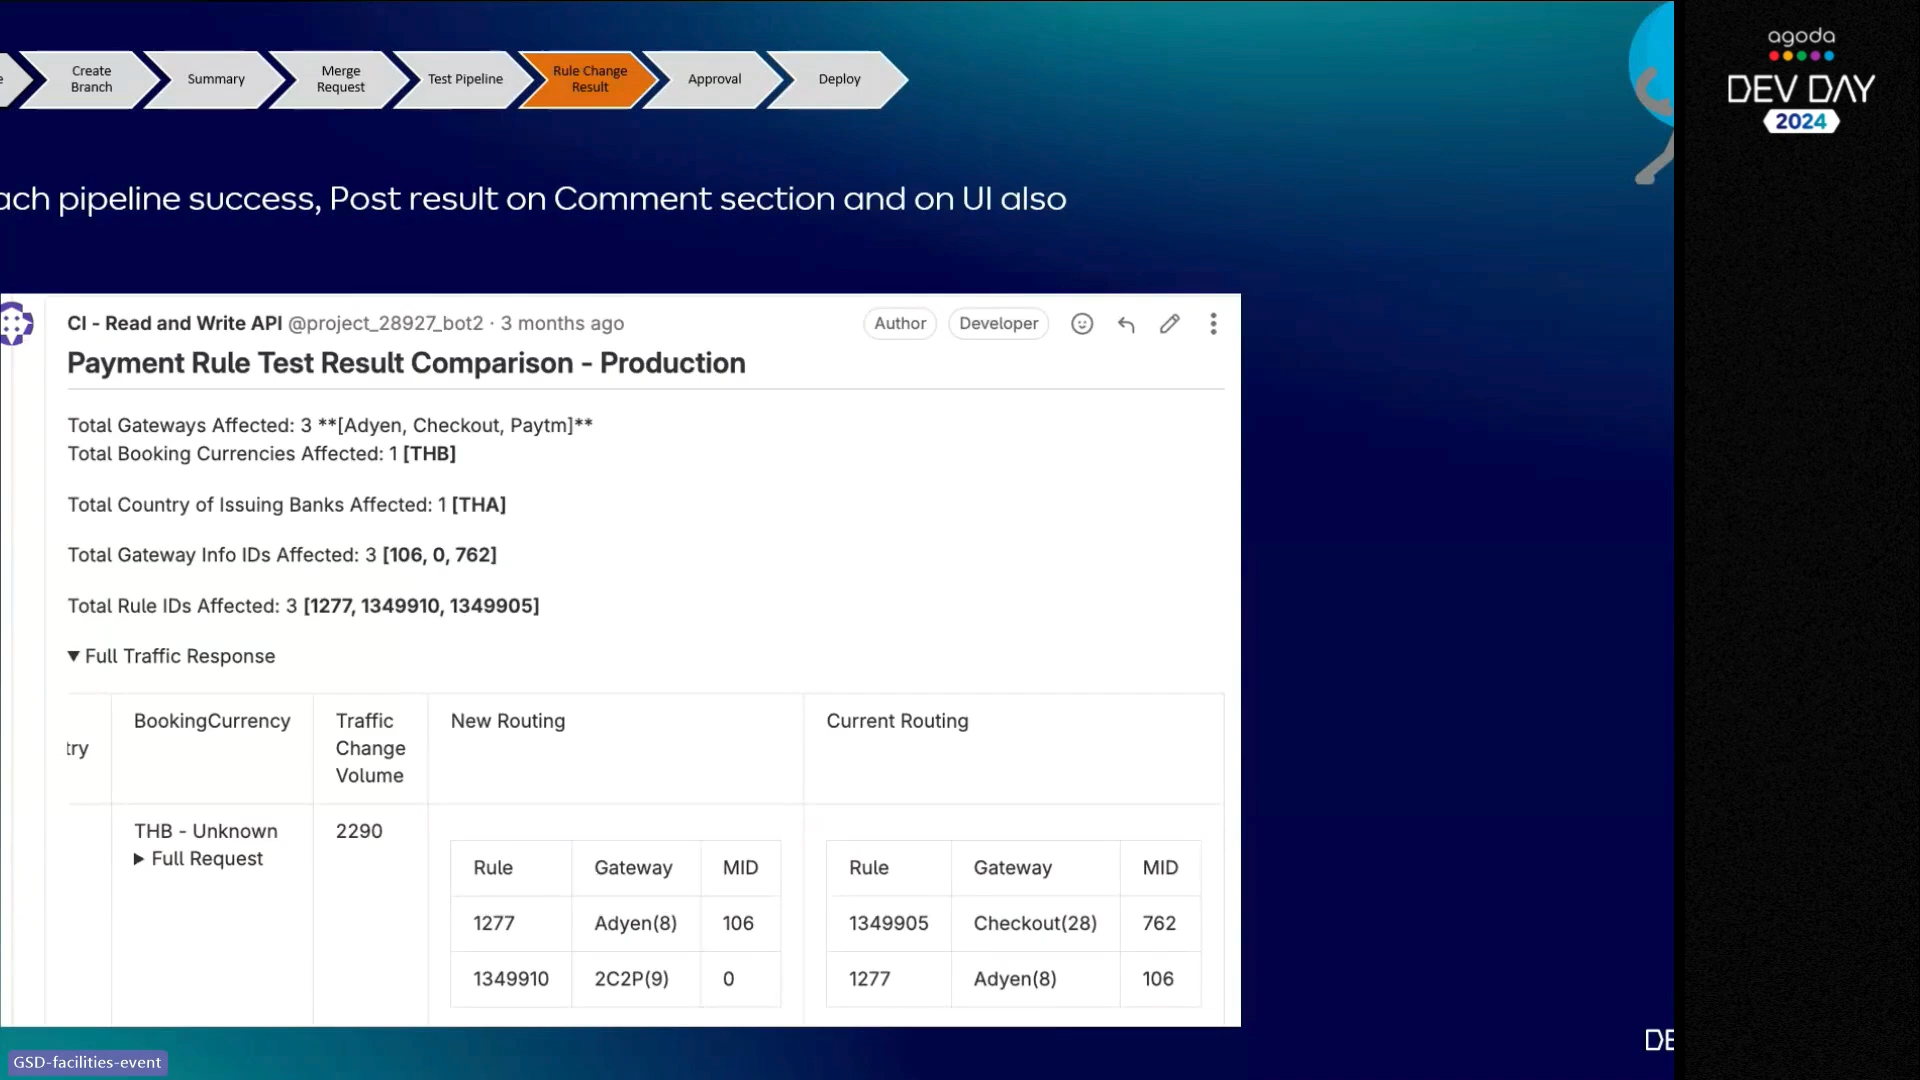 agoda
DEV DAY
2024
Create
Branch
Summary
Merge
Request
Test Pipeline
Rule Change
Result
Approval
Deploy
ach pipeline success, Post result on Comment section and on UI also
CI - Read and Write API @project_28927_bot2 · 3 months ago
Author
Developer
Payment Rule Test Result Comparison - Production
Total Gateways Affected: 3 **[Adyen, Checkout, Paytm]**
Total Booking Currencies Affected: 1 [THB]
Total Country of Issuing Banks Affected: 1 [THA]
Total Gateway Info IDs Affected: 3 [106, 0, 762]
Total Rule IDs Affected: 3 [1277, 1349910, 1349905]
▼ Full Traffic Response
try
BookingCurrency
Traffic
Change
Volume
New Routing
Current Routing
THB - Unknown
▶ Full Request
2290
Rule Gateway MID
1277 Adyen(8) 106
1349910 2C2P(9) 0
Rule Gateway MID
1349905 Checkout(28) 762
1277 Adyen(8) 106
DE
GSD-facilities-event